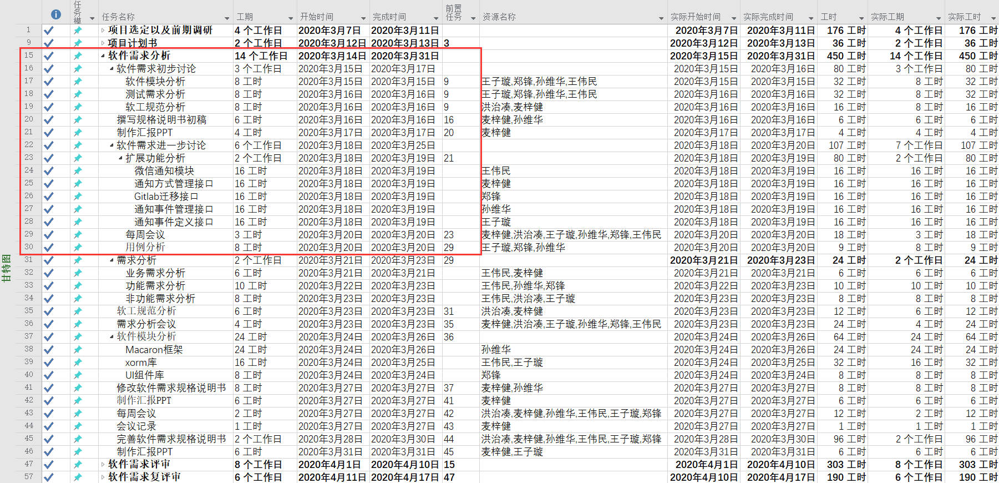 任务模 任务名称 工期 开始时间 完成时间 前置任务 资源名称 实际开始时间 实际完成时间 工时 实际工期 实际工时
1 项目选定以及前期调研 4 个工作日 2020年3月7日 2020年3月11日 2020年3月7日 2020年3月11日 176 工时 4 个工作日 176 工时
9 项目计划书 2 个工作日 2020年3月12日 2020年3月13日 3 2020年3月12日 2020年3月13日 36 工时 2 个工作日 36 工时
15 软件需求分析 14 个工作日 2020年3月14日 2020年3月31日 2020年3月15日 2020年3月31日 450 工时 14 个工作日 450 工时
16 软件需求初步讨论 3 个工作日 2020年3月15日 2020年3月17日 2020年3月15日 2020年3月16日 80 工时 3 个工作日 80 工时
17 软件模块分析 8 工时 2020年3月15日 2020年3月15日 9 王子璇,郑锋,孙维华,王伟民 2020年3月15日 2020年3月15日 32 工时 8 工时 32 工时
18 测试需求分析 8 工时 2020年3月16日 2020年3月16日 9 王子璇,郑锋,孙维华,王伟民 2020年3月16日 2020年3月16日 32 工时 8 工时 32 工时
19 软工规范分析 8 工时 2020年3月16日 2020年3月16日 9 洪治凑,麦梓健 2020年3月16日 2020年3月16日 16 工时 8 工时 16 工时
20 撰写规格说明书初稿 6 工时 2020年3月16日 2020年3月16日 16 麦梓健,孙维华 2020年3月16日 2020年3月16日 6 工时 6 工时 6 工时
21 制作汇报PPT 4 工时 2020年3月17日 2020年3月17日 20 麦梓健 2020年3月17日 2020年3月17日 4 工时 4 工时 4 工时
22 软件需求进一步讨论 6 个工作日 2020年3月18日 2020年3月25日 2020年3月18日 2020年3月20日 107 工时 7 个工作日 107 工时
23 扩展功能分析 2 个工作日 2020年3月18日 2020年3月19日 21 2020年3月18日 2020年3月19日 80 工时 2 个工作日 80 工时
24 微信通知模块 16 工时 2020年3月18日 2020年3月19日 王伟民 2020年3月18日 2020年3月19日 16 工时 16 工时 16 工时
25 通知方式管理接口 16 工时 2020年3月18日 2020年3月19日 麦梓健 2020年3月18日 2020年3月19日 16 工时 16 工时 16 工时
26 Gitlab迁移接口 16 工时 2020年3月18日 2020年3月19日 郑锋 2020年3月18日 2020年3月19日 16 工时 16 工时 16 工时
27 通知事件管理接口 16 工时 2020年3月18日 2020年3月19日 孙维华 2020年3月18日 2020年3月19日 16 工时 16 工时 16 工时
28 通知事件定义接口 16 工时 2020年3月18日 2020年3月19日 王子璇 2020年3月18日 2020年3月19日 16 工时 16 工时 16 工时
29 每周会议 3 工时 2020年3月20日 2020年3月20日 23 麦梓健,洪治凑,王子璇,孙维华,郑锋,王伟民 2020年3月20日 2020年3月20日 18 工时 3 工时 18 工时
30 用例分析 8 工时 2020年3月20日 2020年3月20日 29 王子璇,郑锋,孙维华 2020年3月20日 2020年3月20日 9 工时 8 工时 9 工时
31 需求分析 2 个工作日 2020年3月21日 2020年3月23日 29 2020年3月21日 2020年3月23日 24 工时 2 个工作日 24 工时
32 业务需求分析 6 工时 2020年3月21日 2020年3月21日 王伟民,麦梓健 2020年3月21日 2020年3月21日 6 工时 6 工时 6 工时
33 功能需求分析 10 工时 2020年3月22日 2020年3月23日 王伟民,孙维华,郑锋 2020年3月22日 2020年3月23日 10 工时 10 工时 10 工时
34 非功能需求分析 8 工时 2020年3月23日 2020年3月23日 王伟民,洪治凑,王子璇 2020年3月23日 2020年3月23日 8 工时 8 工时 8 工时
35 软工规范分析 6 工时 2020年3月23日 2020年3月23日 31 洪治凑,麦梓健 2020年3月23日 2020年3月23日 12 工时 6 工时 12 工时
36 需求分析会议 4 工时 2020年3月23日 2020年3月23日 35 麦梓健,洪治凑,王子璇,孙维华,郑锋,王伟民 2020年3月23日 2020年3月23日 24 工时 4 工时 24 工时
37 软件模块分析 24 工时 2020年3月24日 2020年3月26日 36 2020年3月24日 2020年3月26日 64 工时 24 工时 64 工时
38 Macaron框架 24 工时 2020年3月24日 2020年3月26日 孙维华 2020年3月24日 2020年3月26日 24 工时 24 工时 24 工时
39 xorm库 16 工时 2020年3月24日 2020年3月25日 王伟民,王子璇 2020年3月24日 2020年3月25日 32 工时 16 工时 32 工时
40 UI组件库 8 工时 2020年3月24日 2020年3月24日 郑锋 2020年3月24日 2020年3月24日 8 工时 8 工时 8 工时
41 修改软件需求规格说明书 8 工时 2020年3月27日 2020年3月27日 37 麦梓健,孙维华 2020年3月27日 2020年3月27日 8 工时 8 工时 8 工时
42 制作汇报PPT 6 工时 2020年3月27日 2020年3月27日 41 麦梓健 2020年3月27日 2020年3月27日 6 工时 6 工时 6 工时
43 每周会议 2 工时 2020年3月27日 2020年3月27日 42 洪治凑,麦梓健,孙维华,王伟民,王子璇,郑锋 2020年3月27日 2020年3月27日 12 工时 2 工时 12 工时
44 会议记录 1 工时 2020年3月27日 2020年3月27日 43 麦梓健 2020年3月27日 2020年3月27日 1 工时 1 工时 1 工时
45 完善软件需求规格说明书 2 个工作日 2020年3月28日 2020年3月30日 44 洪治凑,麦梓健,孙维华,王伟民,王子璇,郑锋 2020年3月28日 2020年3月30日 96 工时 2 个工作日 96 工时
46 制作汇报PPT 6 工时 2020年3月31日 2020年3月31日 45 麦梓健,王子璇 2020年3月31日 2020年3月31日 6 工时 6 工时 6 工时
47 软件需求评审 8 个工作日 2020年4月1日 2020年4月10日 15 2020年4月1日 2020年4月10日 303 工时 8 个工作日 303 工时
57 软件需求复评审 6 个工作日 2020年4月11日 2020年4月17日 47 2020年4月10日 2020年4月17日 190 工时 6 个工作日 190 工时
甘特图